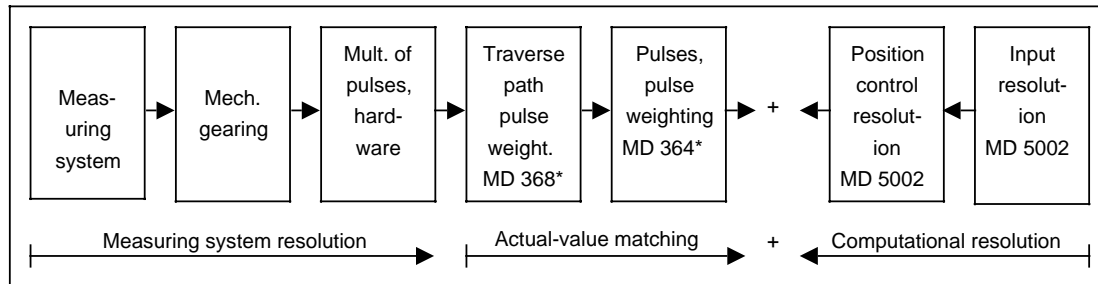 Meas-
uring
system
Mech.
gearing
Mult. of
pulses,
hard-
ware
Traverse
path
pulse
weight.
MD 368*
Pulses,
pulse
weighting
MD 364*
+
Position
control
resolut-
ion
MD 5002
Input
resolut-
ion
MD 5002
Measuring system resolution
Actual-value matching
+
Computational resolution